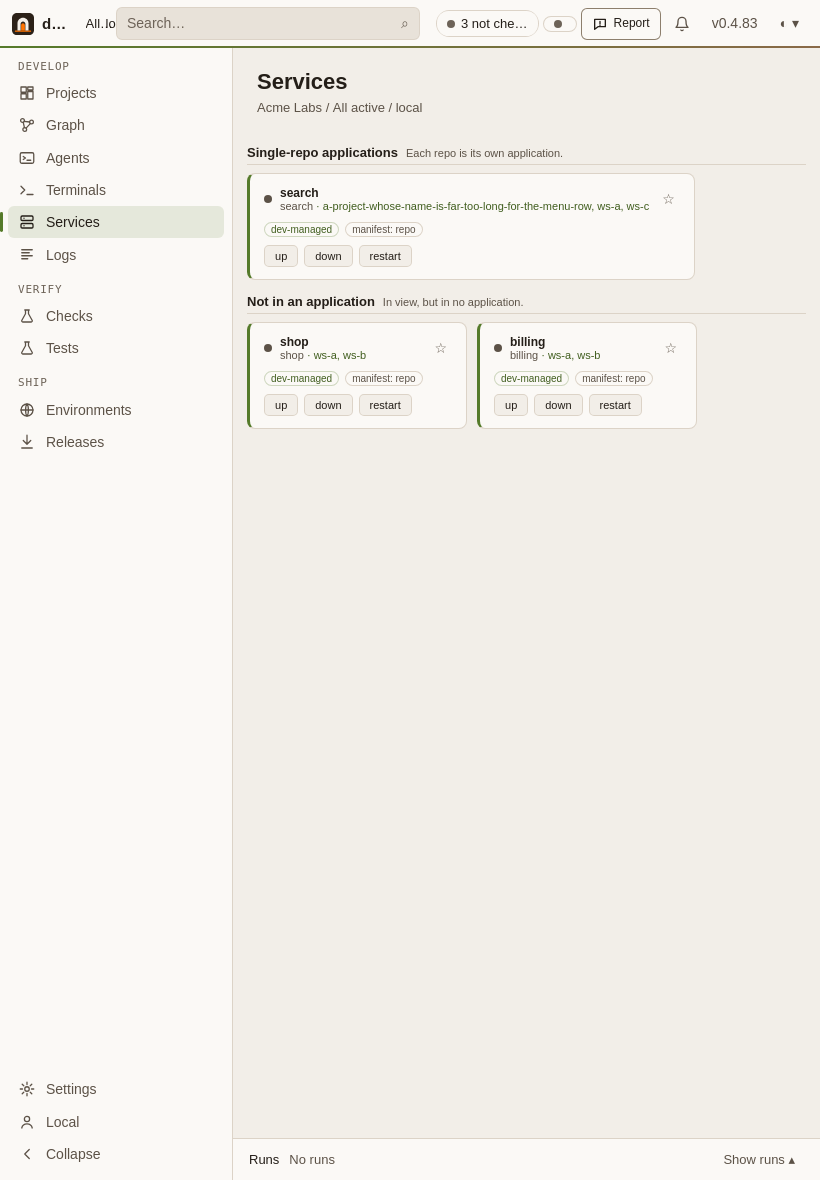 d…
All…lo
Search…
3 not che…
Report
v0.4.83
DEVELOP
Projects
Graph
Agents
Terminals
Services
Logs
VERIFY
Checks
Tests
SHIP
Environments
Releases
Settings
Local
Collapse
Services
Acme Labs / All active / local
Single-repo applications Each repo is its own application.
search
search · a-project-whose-name-is-far-too-long-for-the-menu-row, ws-a, ws-c
dev-managed manifest: repo
up down restart
Not in an application In view, but in no application.
shop
shop · ws-a, ws-b
dev-managed manifest: repo
up down restart
billing
billing · ws-a, ws-b
dev-managed manifest: repo
up down restart
Runs No runs
Show runs ▴